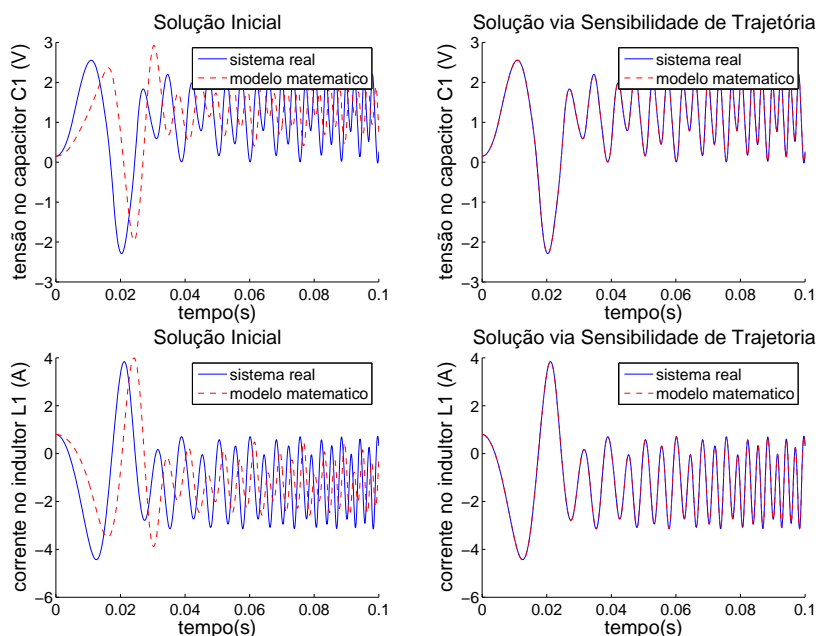 Solução Inicial
tensão no capacitor C1 (V)
3
2
1
0
−1
−2
−3
sistema real
modelo matematico
0
0.02
0.04
0.06
0.08
0.1
tempo(s)
Solução via Sensibilidade de Trajetória
tensão no capacitor C1 (V)
3
2
1
0
−1
−2
−3
sistema real
modelo matematico
0
0.02
0.04
0.06
0.08
0.1
tempo(s)
Solução Inicial
corrente no indultor L1 (A)
4
2
0
−2
−4
−6
sistema real
modelo matematico
0
0.02
0.04
0.06
0.08
0.1
tempo(s)
Solução via Sensibilidade de Trajetoria
corrente no indultor L1 (A)
4
2
0
−2
−4
−6
sistema real
modelo matematico
0
0.02
0.04
0.06
0.08
0.1
tempo(s)